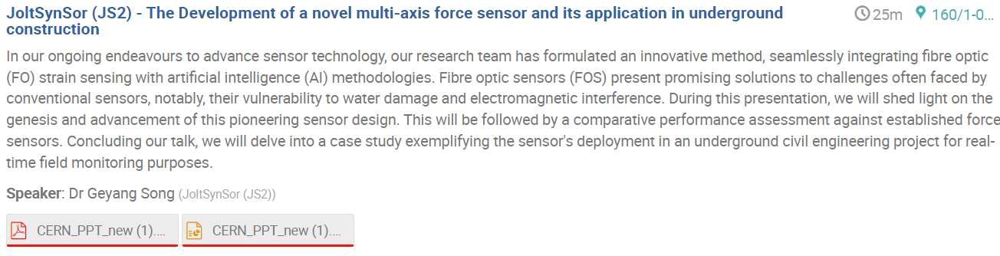 JoltSynSor (JS2) - The Development of a novel multi-axis force sensor and its application in underground
construction
25m
160/1-0...
In our ongoing endeavours to advance sensor technology, our research team has formulated an innovative method, seamlessly integrating fibre optic
(FO) strain sensing with artificial intelligence (AI) methodologies. Fibre optic sensors (FOS) present promising solutions to challenges often faced by
conventional sensors, notably, their vulnerability to water damage and electromagnetic interference. During this presentation, we will shed light on the
genesis and advancement of this pioneering sensor design. This will be followed by a comparative performance assessment against established force
sensors. Concluding our talk, we will delve into a case study exemplifying the sensor's deployment in an underground civil engineering project for real-
time field monitoring purposes.
Speaker: Dr Geyang Song (JoltSynSor (JS2))
CERN_PPT_new (1)....
CERN_PPT_new (1)....